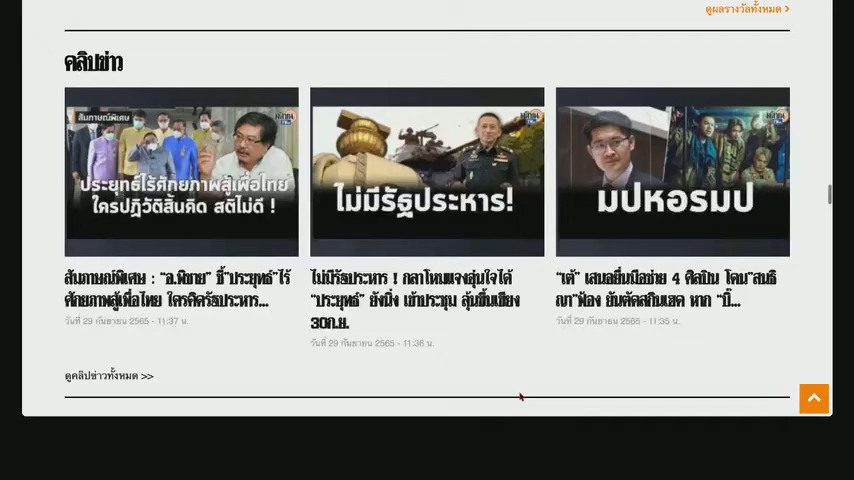 ดูผลรางวัลทั้งหมด
คลิปข่าว
สัมภาษณ์พิเศษ
ประยุทธ์ไร้ศักยภาพสู้เพื่อไทย
ใครปฏิวัติสิ้นคิด สติไม่ดี !
ไม่มีรัฐประหาร!
มปหอรมป
สัมภาษณ์พิเศษ : “อ.พิชาย” ชี้”ประยุทธ์”ไร้
ศักยภาพสู้เพื่อไทย ใครคิดรัฐประหาร...
วันที่ 29 กันยายน 2565 - 11:37 น.
ไม่มีรัฐประหาร ! กลาโหมแจงอุ่นใจได้
“ประยุทธ์” ยังนิ่ง เข้าประชุม ลุ้นขึ้นเขียง
30ก.ย.
วันที่ 29 กันยายน 2565 - 11:36 น.
“เต้” เสนอยื่นมือช่วย 4 ศิลปิน โดน”สนธิ
ญา”ฟ้อง ยันตัดสกินเฮด หาก “บิ๊...
วันที่ 29 กันยายน 2565 - 11:35 น.
ดูคลิปข่าวทั้งหมด >>